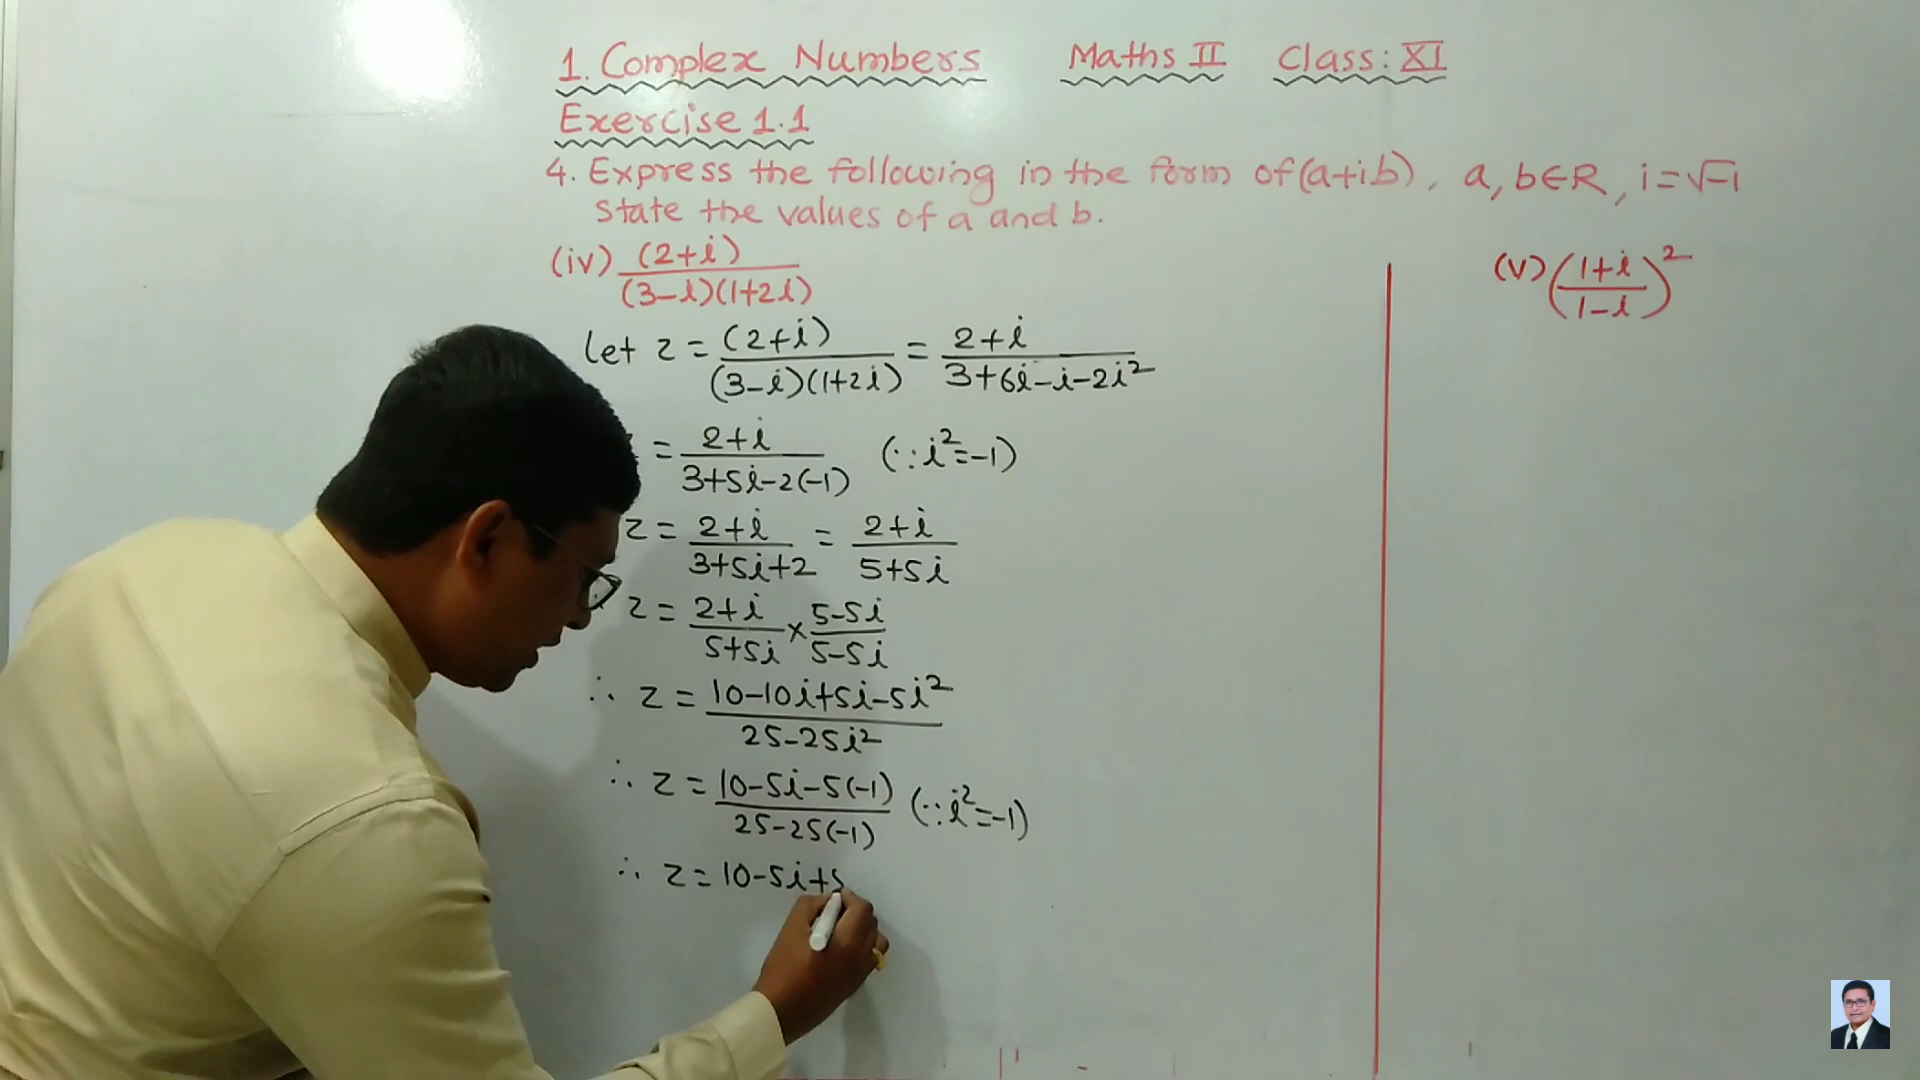 1. Complex Numbers Maths II Class: XI
Exercise 1.1
4. Express the following in the form of (a+ib), a, b∈R, i=√-1
State the values of a and b.
(iv) (2+i)/(3-i)(1+2i)
let z = (2+i)/(3-i)(1+2i) = 2+i/3+6i-i-2i²
= 2+i/3+5i-2(-1) (∵i²=-1)
z = 2+i/3+5i+2 = 2+i/5+5i
z = 2+i/5+5i × 5-5i/5-5i
∴ z = 10-10i+5i-5i²/25-25i²
∴ z = 10-5i-5(-1)/25-25(-1) (∵i²=-1)
∴ z = 10-5i+5
(v) (1+i/1-i)²